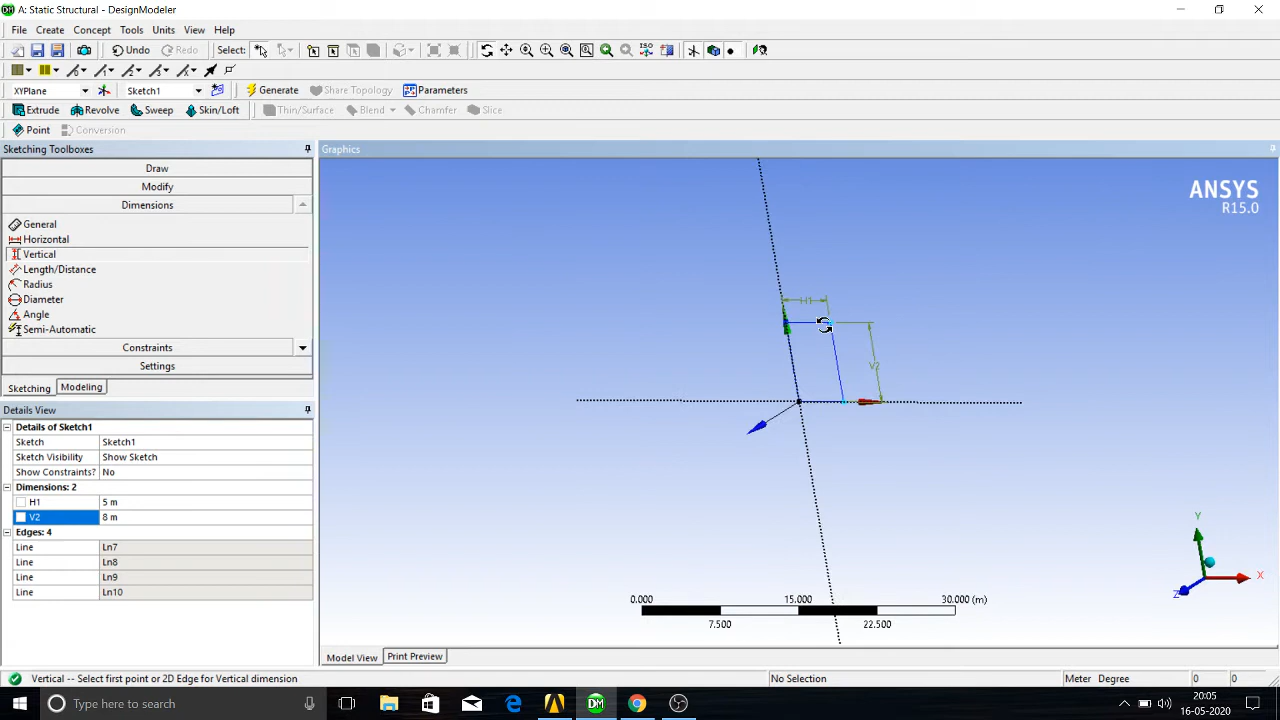 A: Static Structural - DesignModeler
File Create Concept Tools Units View Help
Undo Redo Select: ISO
XYPlane Sketch1 Generate Share Topology Parameters
Extrude Revolve Sweep Skin/Loft Thin/Surface Blend Chamfer Slice
Point Conversion
Sketching Toolboxes
Draw
Modify
Dimensions
General
Horizontal
Vertical
Length/Distance
Radius
Diameter
Angle
Semi-Automatic
Constraints
Settings
Sketching Modeling
Details View
Details of Sketch1
Sketch Sketch1
Sketch Visibility Show Sketch
Show Constraints? No
Dimensions: 2
H1 5 m
V2 8 m
Edges: 4
Line Ln7
Line Ln8
Line Ln9
Line Ln10
Graphics
ANSYS
R15.0
H1
V2
Y
X
Z
0.000 15.000 30.000 (m)
7.500 22.500
Model View Print Preview
Vertical -- Select first point or 2D Edge for Vertical dimension No Selection Meter Degree 0 0
Type here to search
DM
20:05
16-05-2020